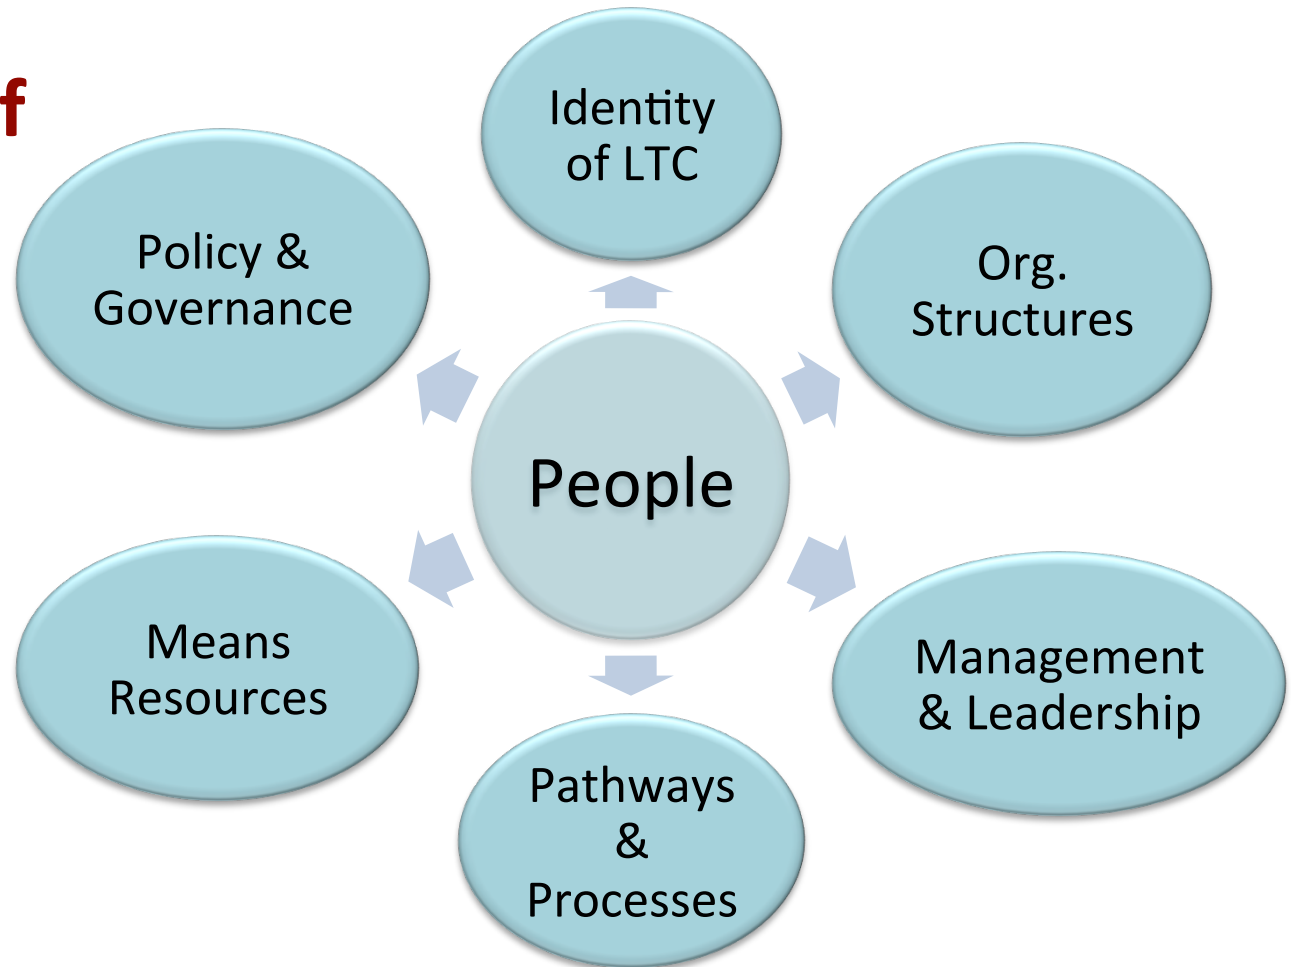 f
Identity
of LTC
Policy &
Governance
Org.
Structures
People
Means
Resources
Management
& Leadership
Pathways
&
Processes